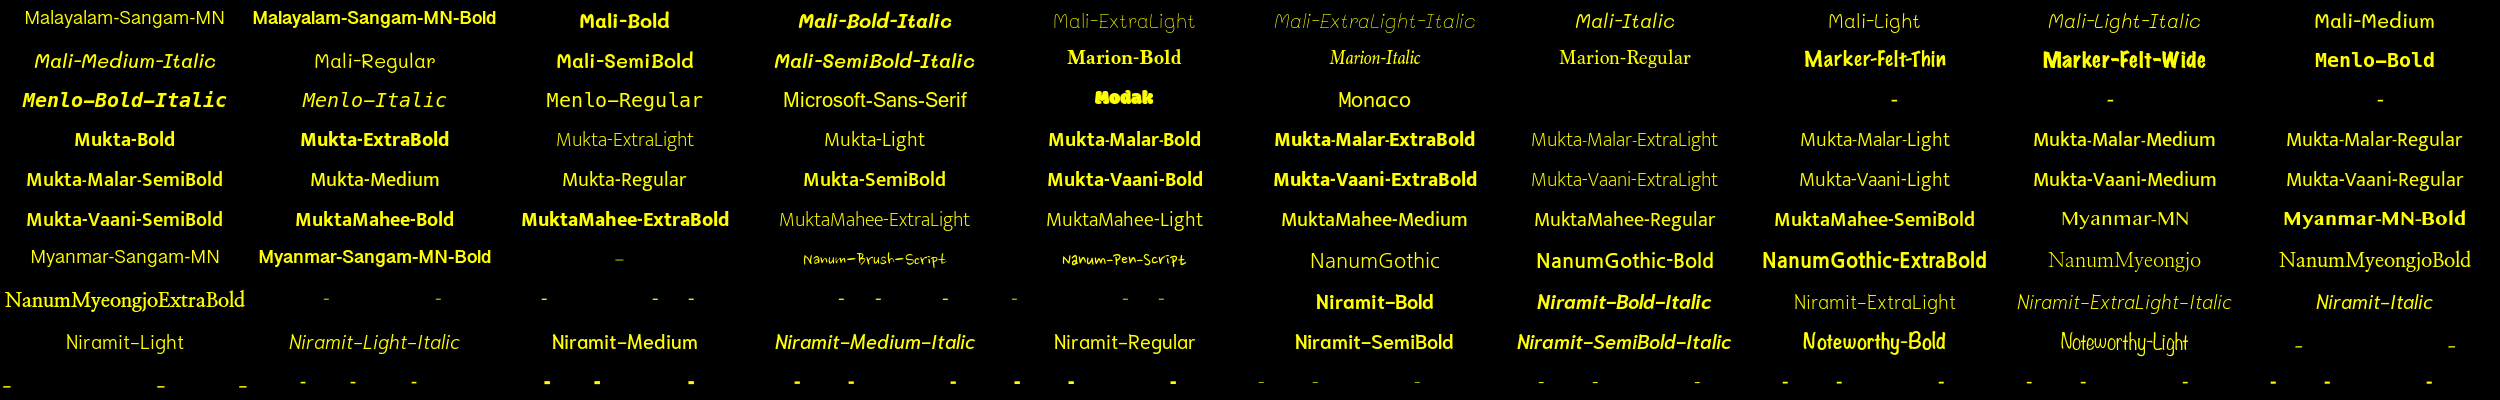 Malayalam-Sangam-MN Malayalam-Sangam-MN-Bold Mali-Bold Mali-Bold-Italic Mali-ExtraLight Mali-ExtraLight-Italic Mali-Italic Mali-Light Mali-Light-Italic Mali-Medium
Mali-Medium-Italic Mali-Regular Mali-SemiBold Mali-SemiBold-Italic Marion-Bold Marion-Italic Marion-Regular Marker-Felt-Thin Marker-Felt-Wide Menlo-Bold
Menlo-Bold-Italic Menlo-Italic Menlo-Regular Microsoft-Sans-Serif Modak Monaco - - -
Mukta-Bold Mukta-ExtraBold Mukta-ExtraLight Mukta-Light Mukta-Malar-Bold Mukta-Malar-ExtraBold Mukta-Malar-ExtraLight Mukta-Malar-Light Mukta-Malar-Medium Mukta-Malar-Regular
Mukta-Malar-SemiBold Mukta-Medium Mukta-Regular Mukta-SemiBold Mukta-Vaani-Bold Mukta-Vaani-ExtraBold Mukta-Vaani-ExtraLight Mukta-Vaani-Light Mukta-Vaani-Medium Mukta-Vaani-Regular
Mukta-Vaani-SemiBold MuktaMahee-Bold MuktaMahee-ExtraBold MuktaMahee-ExtraLight MuktaMahee-Light MuktaMahee-Medium MuktaMahee-Regular MuktaMahee-SemiBold Myanmar-MN Myanmar-MN-Bold
Myanmar-Sangam-MN Myanmar-Sangam-MN-Bold - Nanum-Brush-Script Nanum-Pen-Script NanumGothic NanumGothic-Bold NanumGothic-ExtraBold NanumMyeongjo NanumMyeongjoBold
NanumMyeongjoExtraBold - - - - - - - - - - - Niramit-Bold Niramit-Bold-Italic Niramit-ExtraLight Niramit-ExtraLight-Italic Niramit-Italic
Niramit-Light Niramit-Light-Italic Niramit-Medium Niramit-Medium-Italic Niramit-Regular Niramit-SemiBold Niramit-SemiBold-Italic Noteworthy-Bold Noteworthy-Light - -
- - - - - - - - - - - - - - - - - - - - - - - - - - - - - -